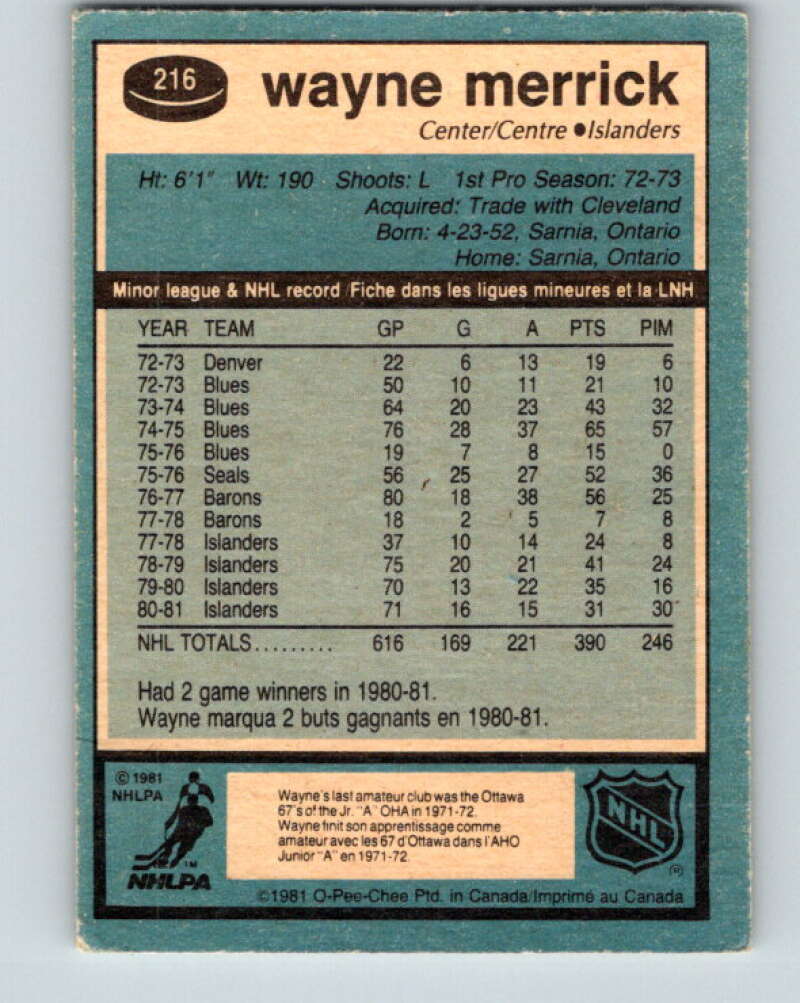 216
wayne merrick
Center/Centre ●Islanders
Ht: 6'1" Wt: 190 Shoots: L 1st Pro Season: 72-73
Acquired: Trade with Cleveland
Born: 4-23-52, Sarnia, Ontario
Home: Sarnia, Ontario
Minor league & NHL record/Fiche dans les ligues mineures et la LNH
YEAR TEAM GP G A PTS PIM
72-73 Denver 22 6 13 19 6
72-73 Blues 50 10 11 21 10
73-74 Blues 64 20 23 43 32
74-75 Blues 76 28 37 65 57
75-76 Blues 19 7 8 15 0
75-76 Seals 56 25 27 52 36
76-77 Barons 80 18 38 56 25
77-78 Barons 18 2 5 7 8
77-78 Islanders 37 10 14 24 8
78-79 Islanders 75 20 21 41 24
79-80 Islanders 70 13 22 35 16
80-81 Islanders 71 16 15 31 30
NHL TOTALS......... 616 169 221 390 246
Had 2 game winners in 1980-81.
Wayne marqua 2 buts gagnants en 1980-81.
©1981
NHLPA
TM
NHLPA
Wayne's last amateur club was the Ottawa
67's of the Jr. "A" OHA in 1971-72.
Wayne finit son apprentissage comme
amateur avec les 67 d'Ottawa dans l'AHO
Junior "A" en 1971-72.
NHL
®
©1981 O-Pee-Chee Ptd. in Canada/Imprimé au Canada